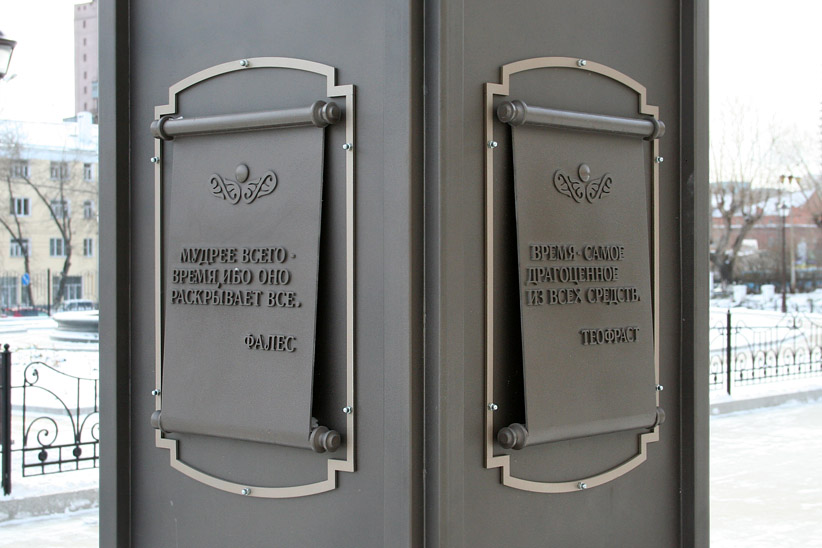 МУДРЕЕ ВСЕГО -
ВРЕМЯ, ИБО ОНО
РАСКРЫВАЕТ ВСЕ.
ФАЛЕС
ВРЕМЯ - САМОЕ
ДРАГОЦЕННОЕ
ИЗ ВСЕХ СРЕДСТВ.
ТЕОФРАСТ